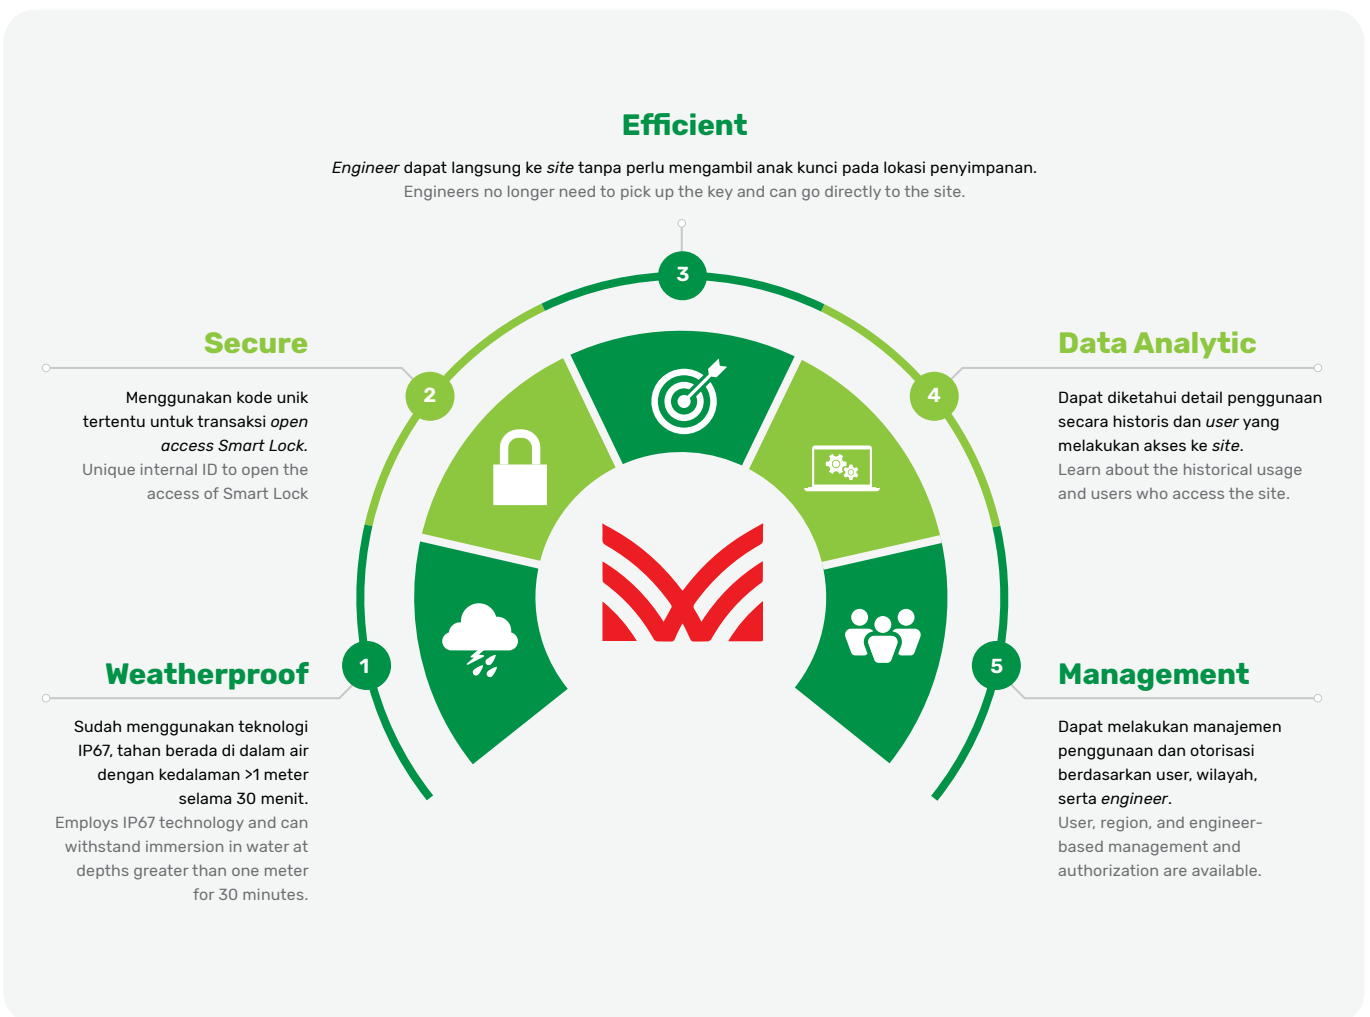 Efficient
Engineer dapat langsung ke site tanpa perlu mengambil anak kunci pada lokasi penyimpanan.
Engineers no longer need to pick up the key and can go directly to the site.
3
Secure
2
Menggunakan kode unik
tertentu untuk transaksi open
access Smart Lock.
Unique internal ID to open the
access of Smart Lock
Data Analytic
4
Dapat diketahui detail penggunaan
secara historis dan user yang
melakukan akses ke site.
Learn about the historical usage
and users who access the site.
Weatherproof
1
Sudah menggunakan teknologi
IP67, tahan berada di dalam air
dengan kedalaman >1 meter
selama 30 menit.
Employs IP67 technology and can
withstand immersion in water at
depths greater than one meter
for 30 minutes.
5
Management
Dapat melakukan manajemen
penggunaan dan otorisasi
berdasarkan user, wilayah,
serta engineer.
User, region, and engineer-
based management and
authorization are available.